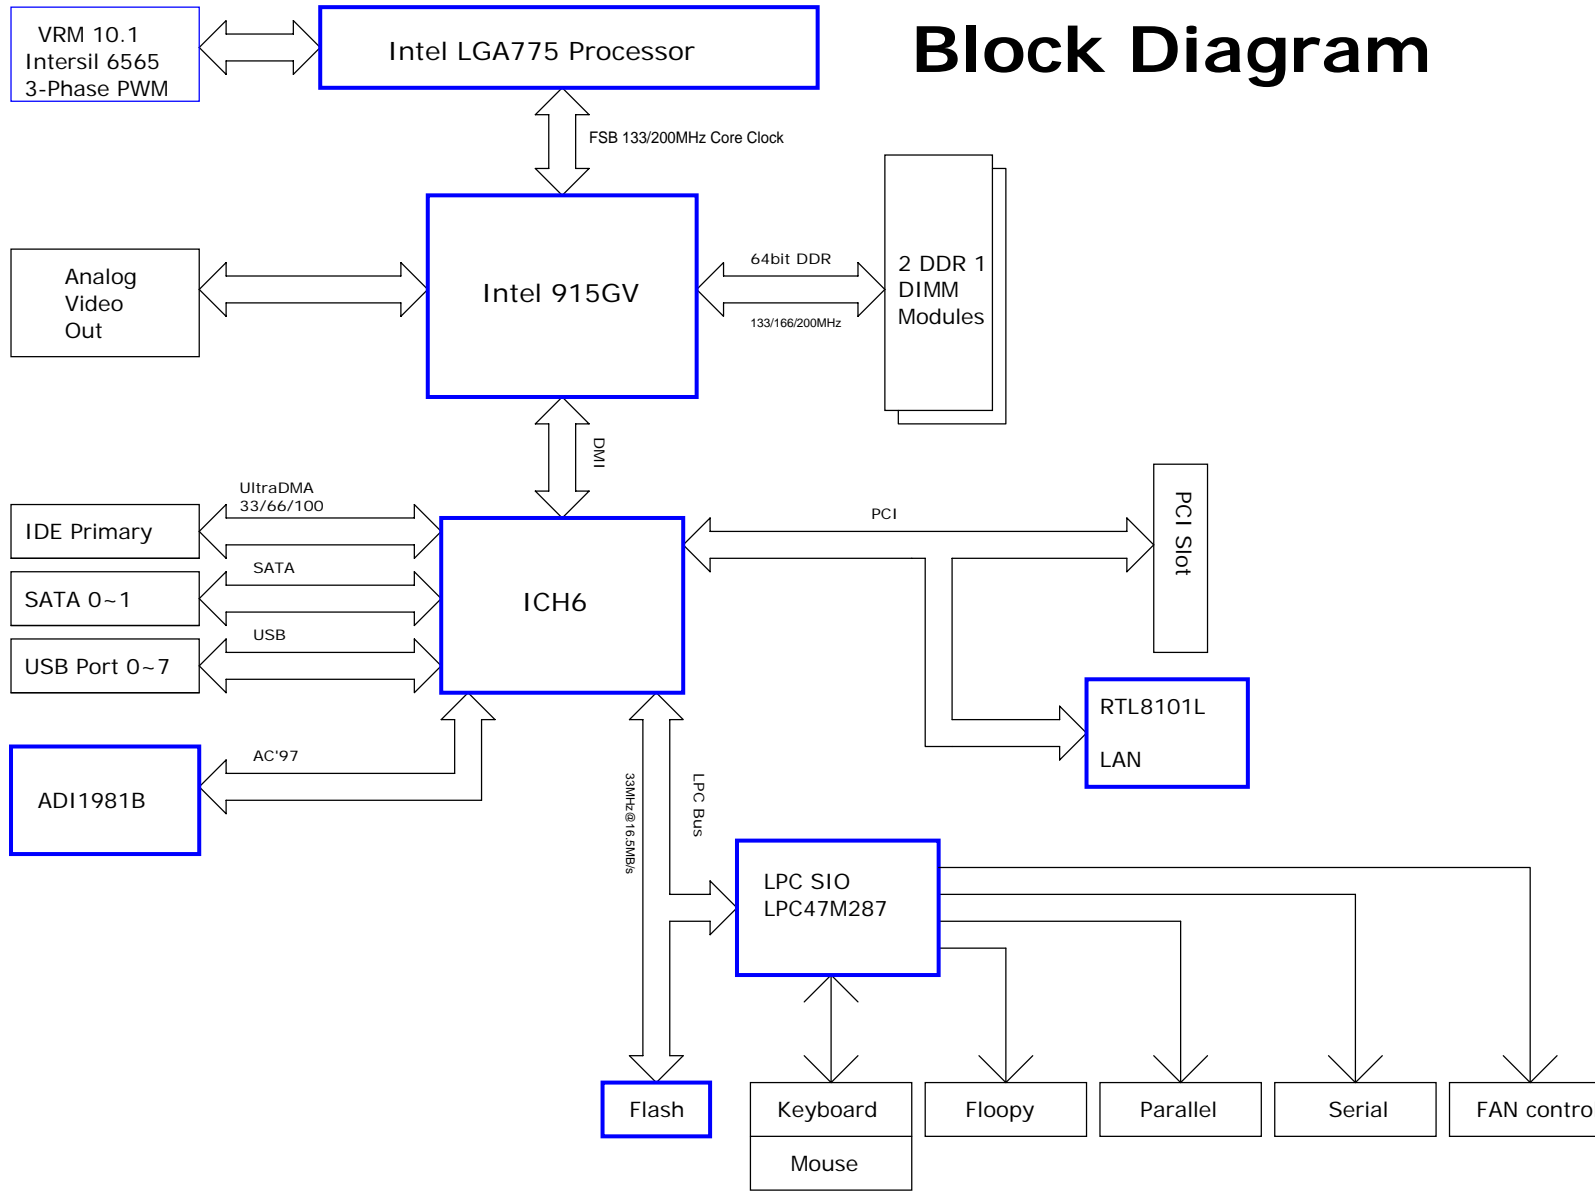 Block Diagram
VRM 10.1
Intersil 6565
3-Phase PWM
Intel LGA775 Processor
FSB 133/200MHz Core Clock
Analog
Video
Out
Intel 915GV
64bit DDR
133/166/200MHz
2 DDR 1
DIMM
Modules
DMI
UltraDMA
33/66/100
IDE Primary
SATA
SATA 0~1
USB
USB Port 0~7
ICH6
PCI
PCI Slot
RTL8101L
LAN
AC'97
ADI1981B
33MHz@16.5MB/s
LPC Bus
LPC SIO
LPC47M287
Flash
Keyboard
Mouse
Floopy
Parallel
Serial
FAN contro